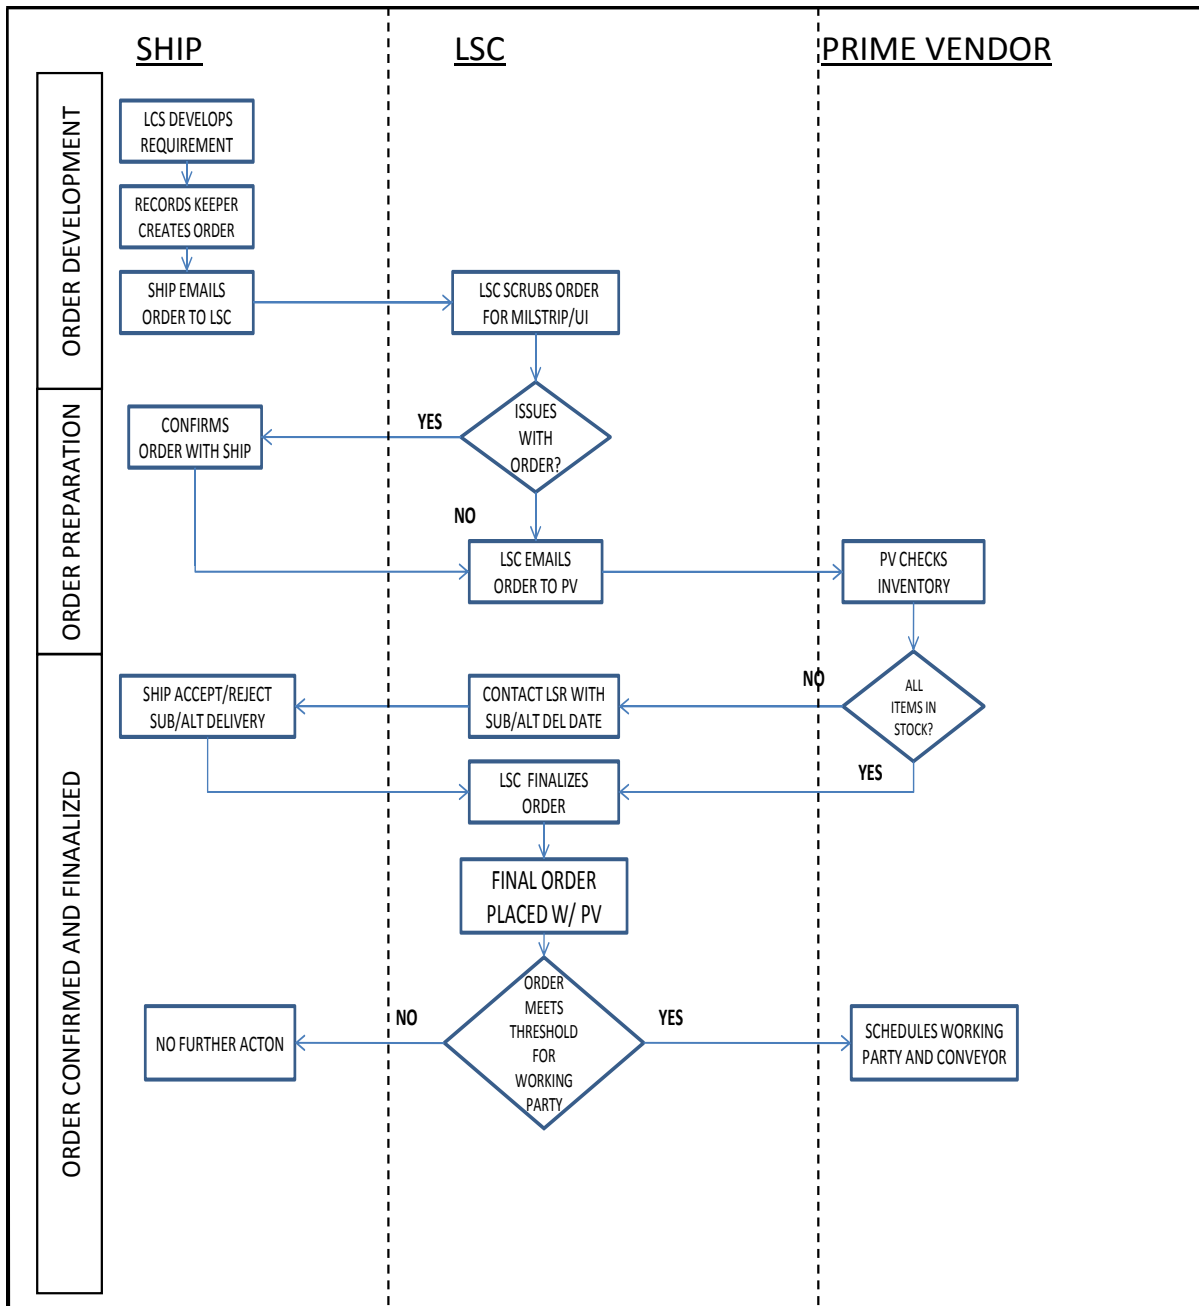 SHIP
LSC
PRIME VENDOR
ORDER DEVELOPMENT
LCS DEVELOPS
REQUIREMENT
RECORDS KEEPER
CREATES ORDER
SHIP EMAILS
ORDER TO LSC
LSC SCRUBS ORDER
FOR MILSTRIP/UI
ORDER PREPARATION
CONFIRMS
ORDER WITH SHIP
YES
ISSUES
WITH
ORDER?
NO
LSC EMAILS
ORDER TO PV
PV CHECKS
INVENTORY
ORDER CONFIRMED AND FINAALIZED
SHIP ACCEPT/REJECT
SUB/ALT DELIVERY
CONTACT LSR WITH
SUB/ALT DEL DATE
NO
ALL
ITEMS IN
STOCK?
YES
LSC FINALIZES
ORDER
FINAL ORDER
PLACED W/ PV
NO FURTHER ACTON
NO
ORDER
MEETS
THRESHOLD
FOR
WORKING
PARTY
YES
SCHEDULES WORKING
PARTY AND CONVEYOR